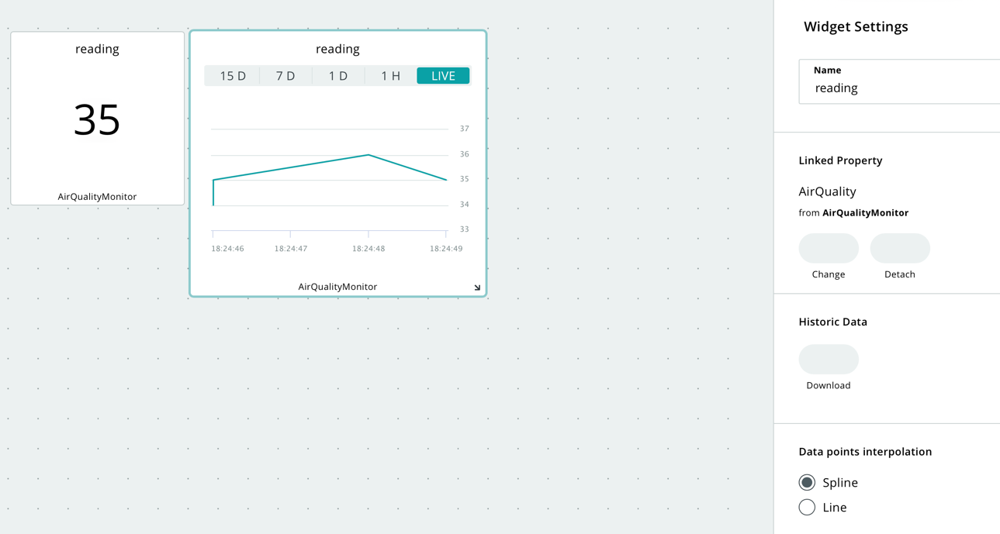 reading
35
AirQualityMonitor
reading
15 D 7 D 1 D 1 H LIVE
37
36
35
34
33
18:24:46 18:24:47 18:24:48 18:24:49
AirQualityMonitor
Widget Settings
Name
reading
Linked Property
AirQuality
from AirQualityMonitor
Change Detach
Historic Data
Download
Data points interpolation
Spline
Line